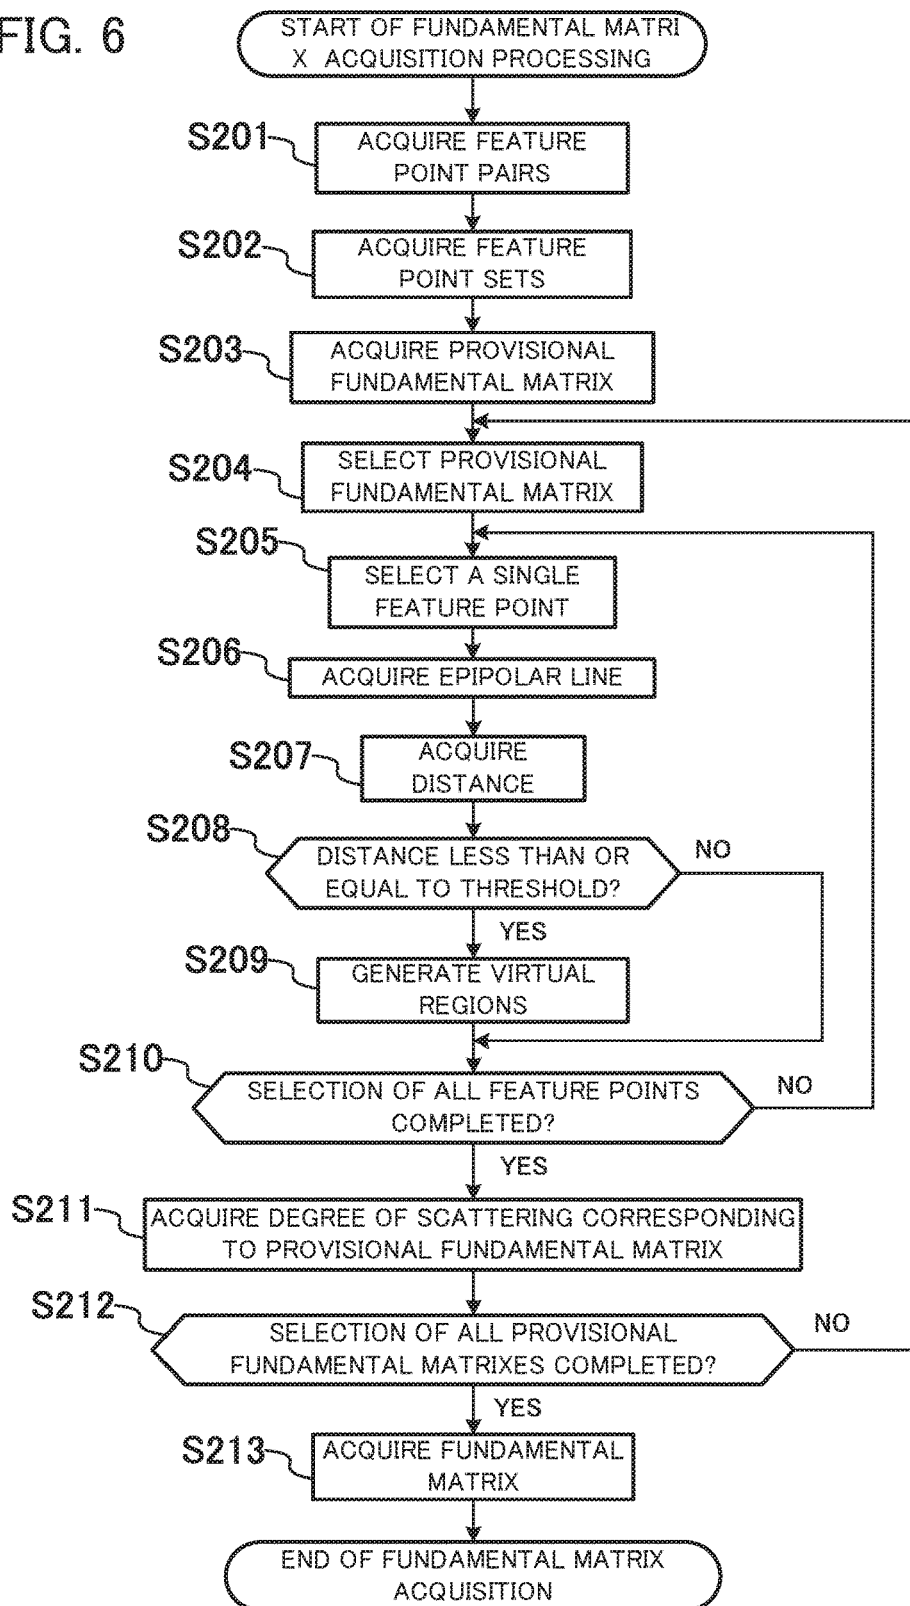 FIG. 6
START OF FUNDAMENTAL MATRI
X ACQUISITION PROCESSING
S201
ACQUIRE FEATURE
POINT PAIRS
S202
ACQUIRE FEATURE
POINT SETS
S203
ACQUIRE PROVISIONAL
FUNDAMENTAL MATRIX
S204
SELECT PROVISIONAL
FUNDAMENTAL MATRIX
S205
SELECT A SINGLE
FEATURE POINT
S206
ACQUIRE EPIPOLAR LINE
S207
ACQUIRE
DISTANCE
S208
DISTANCE LESS THAN OR
EQUAL TO THRESHOLD?
NO
YES
S209
GENERATE VIRTUAL
REGIONS
S210
SELECTION OF ALL FEATURE POINTS
COMPLETED?
NO
YES
S211
ACQUIRE DEGREE OF SCATTERING CORRESPONDING
TO PROVISIONAL FUNDAMENTAL MATRIX
S212
SELECTION OF ALL PROVISIONAL
FUNDAMENTAL MATRIXES COMPLETED?
NO
YES
S213
ACQUIRE FUNDAMENTAL
MATRIX
END OF FUNDAMENTAL MATRIX
ACQUISITION